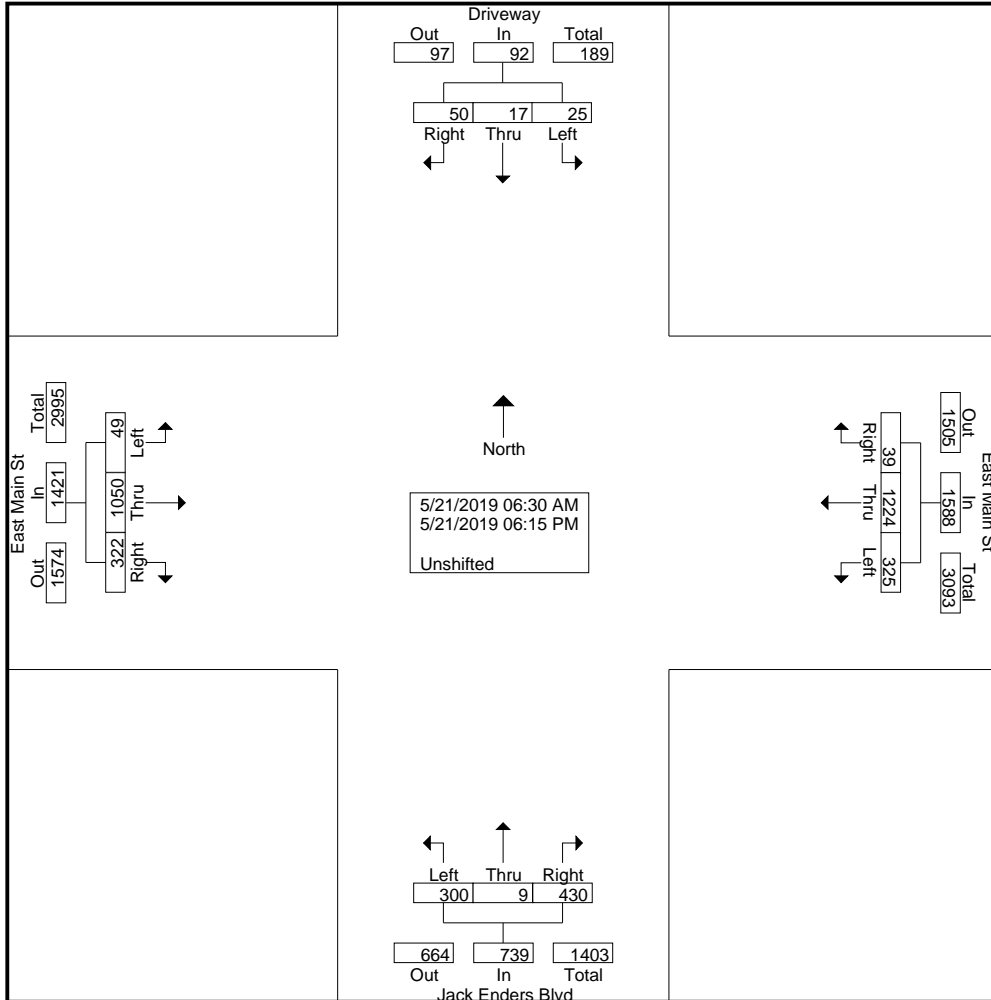 Driveway
Out In Total
97 92 189
50 17 25
Right Thru Left
East Main St
Total In Out
2995 1421 1574
49 1050 322
Left Thru Right
North
5/21/2019 06:30 AM
5/21/2019 06:15 PM
Unshifted
Right Thru Left
39 1224 325
1505 1588 3093
Out In Total
East Main St
Left Thru Right
300 9 430
664 739 1403
Out In Total
Jack Enders Blvd